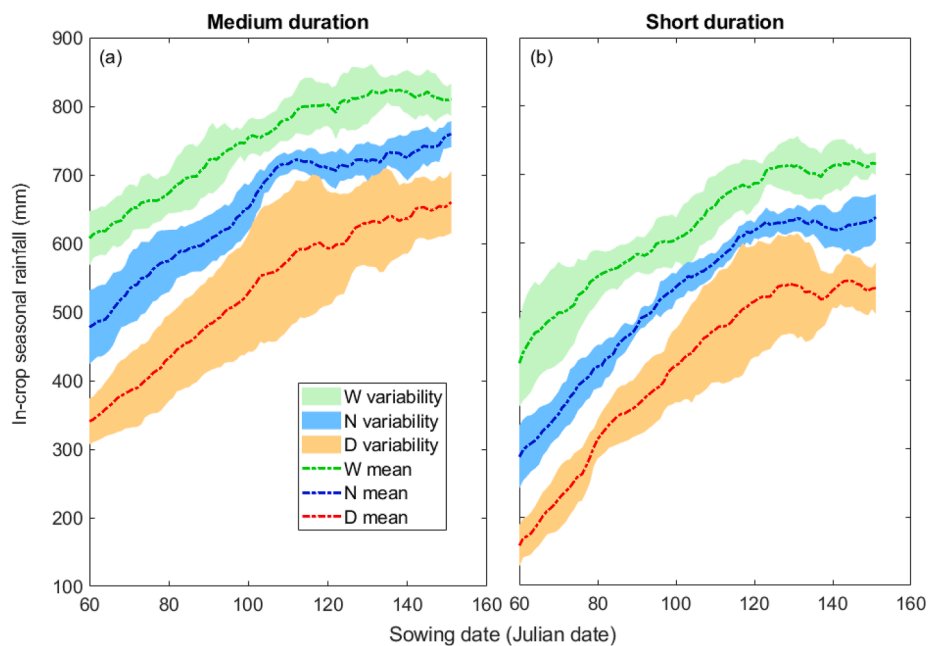 Medium duration
Short duration
900
800
700
600
500
400
300
200
100
In-crop seasonal rainfall (mm)
(a)
W variability
N variability
D variability
W mean
N mean
D mean
60
80
100
120
140
160
(b)
60
80
100
120
140
160
Sowing date (Julian date)